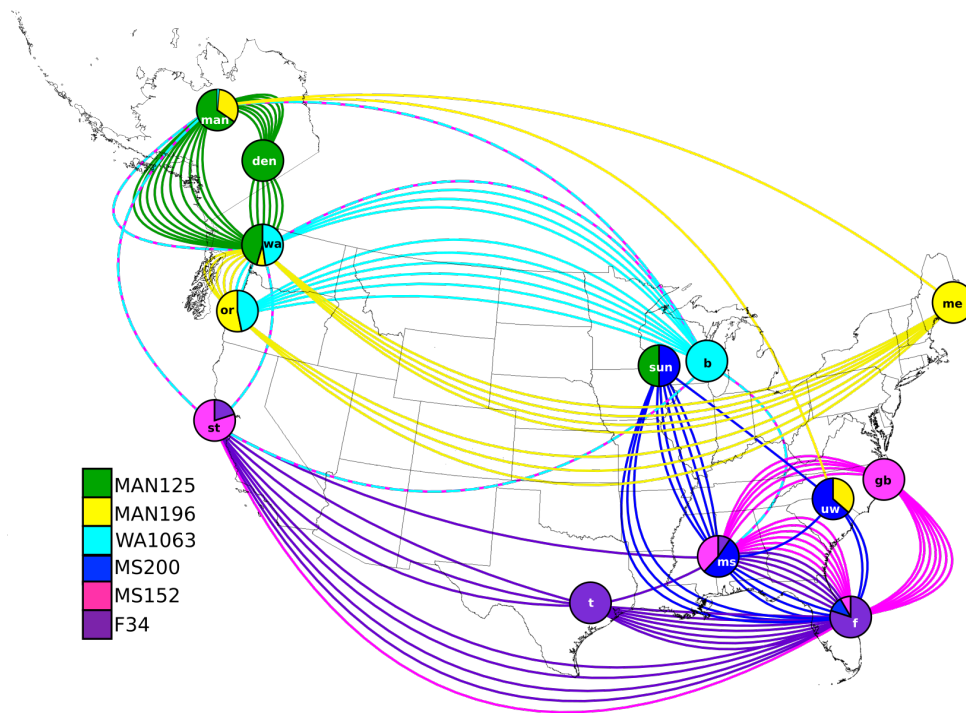 man
den
wa
or
me
b
sun
st
gb
uw
ms
t
f
MAN125
MAN196
WA1063
MS200
MS152
F34